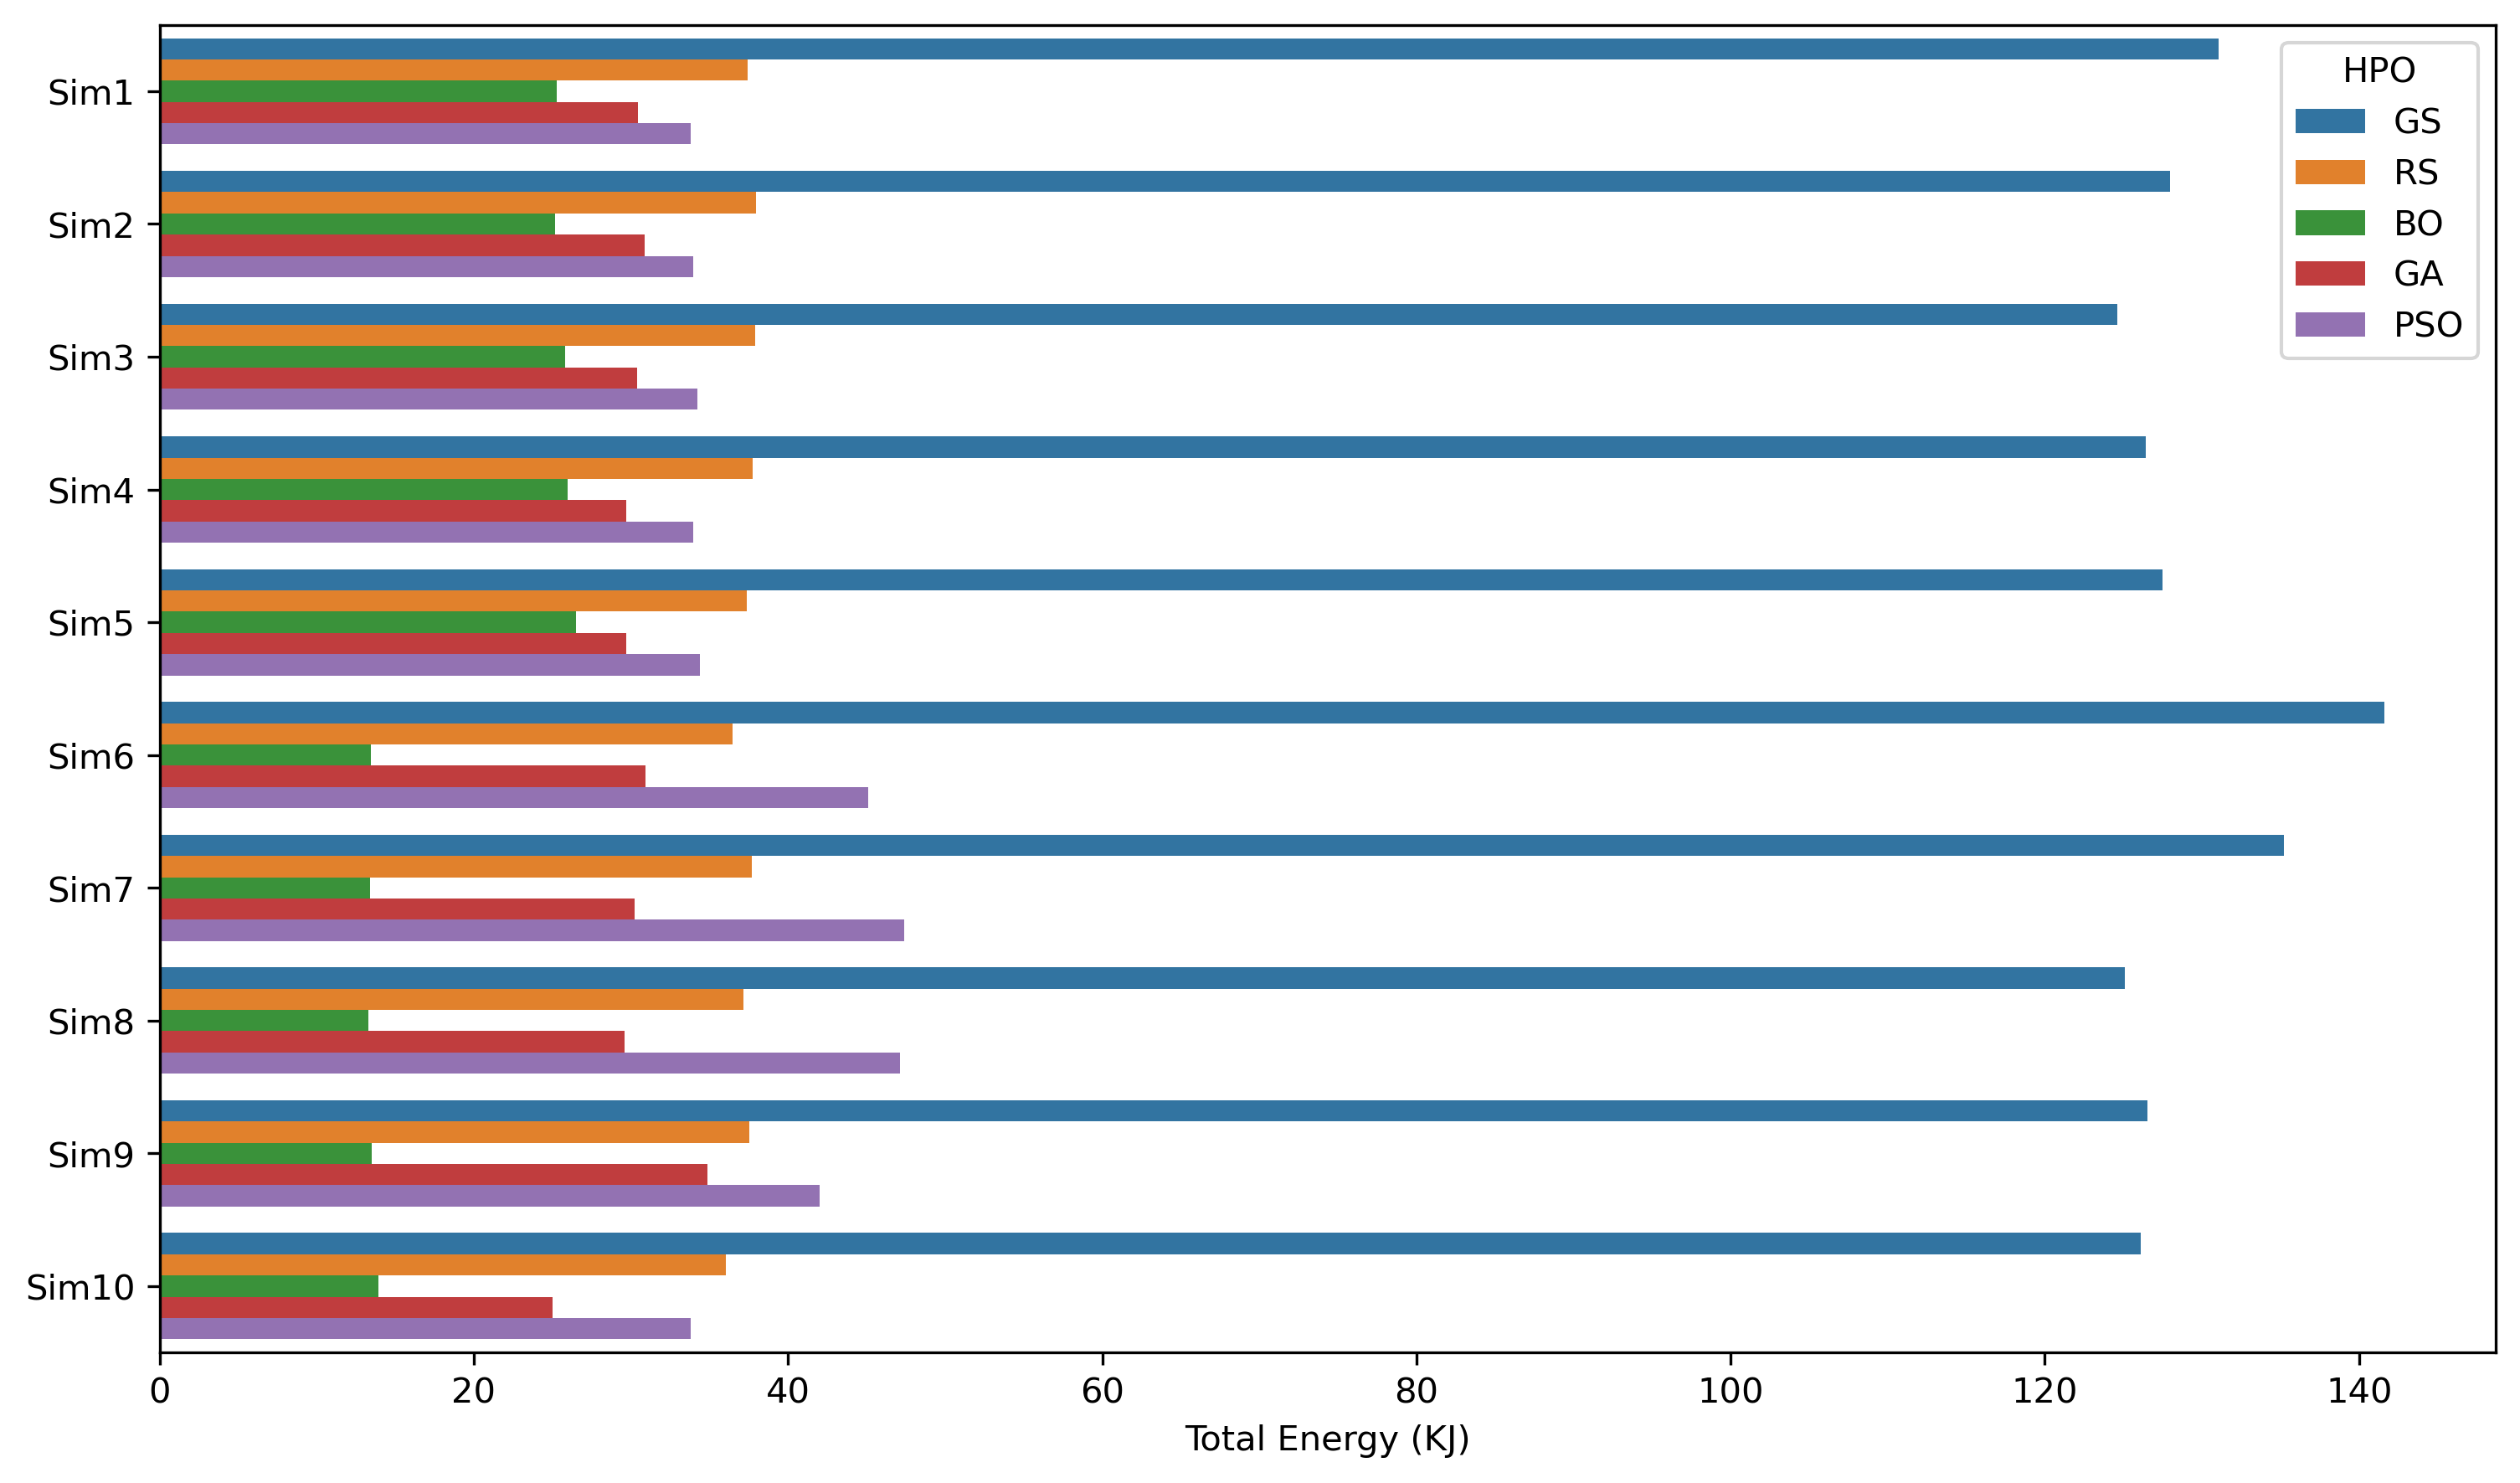 HPO
GS
RS
BO
GA
PSO
Sim1
Sim2
Sim3
Sim4
Sim5
Sim6
Sim7
Sim8
Sim9
Sim10
0 20 40 60 80 100 120 140
Total Energy (KJ)